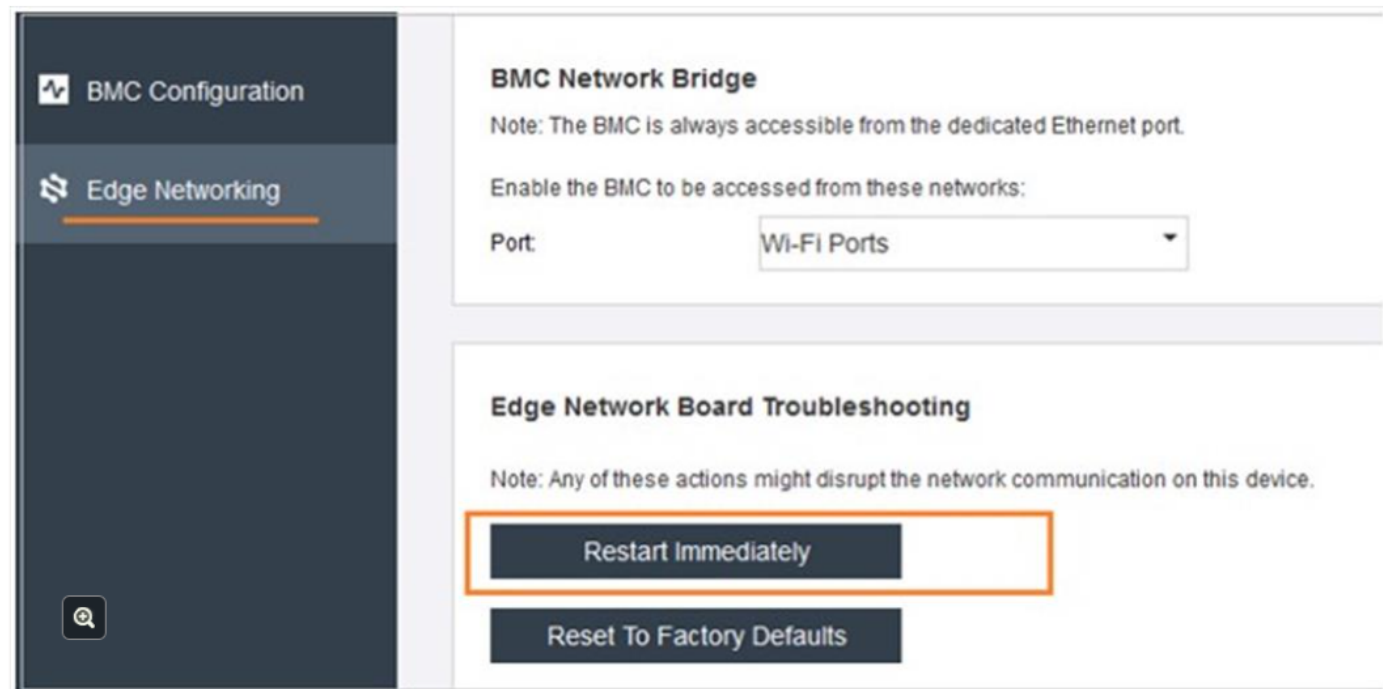 BMC Configuration
Edge Networking
BMC Network Bridge
Note: The BMC is always accessible from the dedicated Ethernet port.
Enable the BMC to be accessed from these networks:
Port: Wi-Fi Ports
Edge Network Board Troubleshooting
Note: Any of these actions might disrupt the network communication on this device.
Restart Immediately
Reset To Factory Defaults